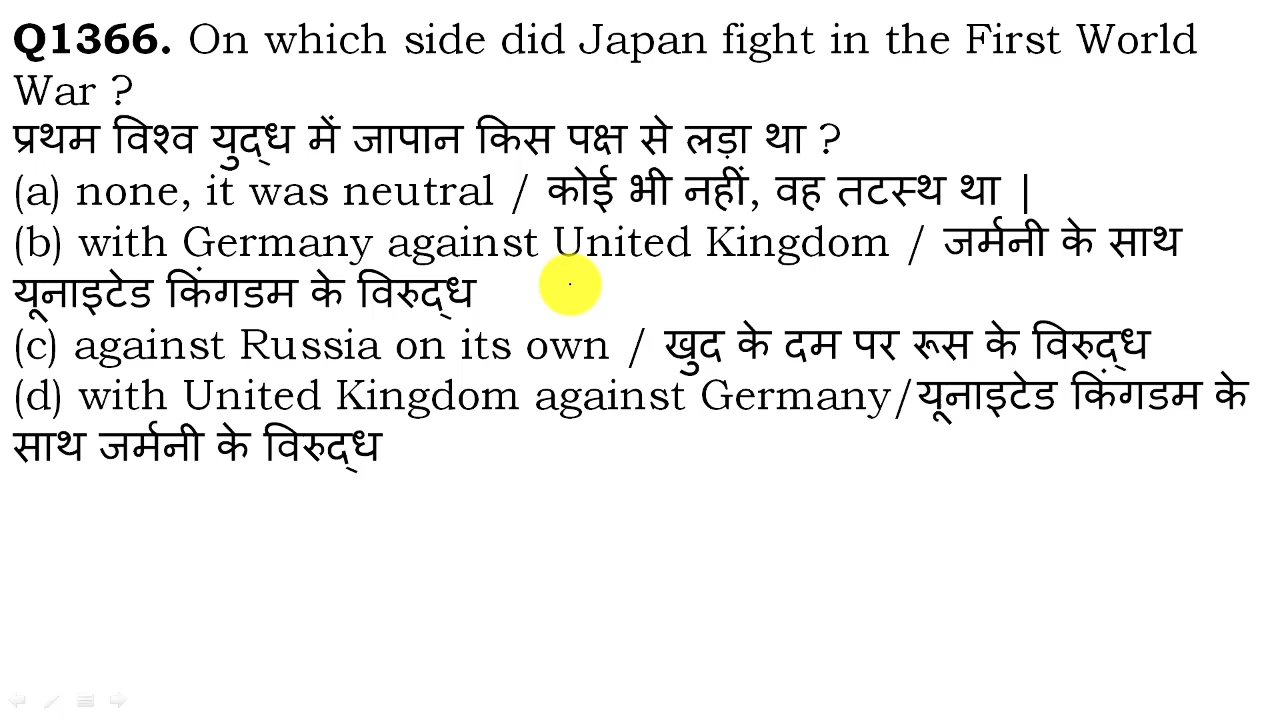 Q1366. On which side did Japan fight in the First World
War ?
प्रथम विश्व युद्ध में जापान किस पक्ष से लड़ा था ?
(a) none, it was neutral / कोई भी नहीं, वह तटस्थ था |
(b) with Germany against United Kingdom / जर्मनी के साथ
यूनाइटेड किंगडम के विरुद्ध
(c) against Russia on its own / खुद के दम पर रूस के विरुद्ध
(d) with United Kingdom against Germany/यूनाइटेड किंगडम के
साथ जर्मनी के विरुद्ध